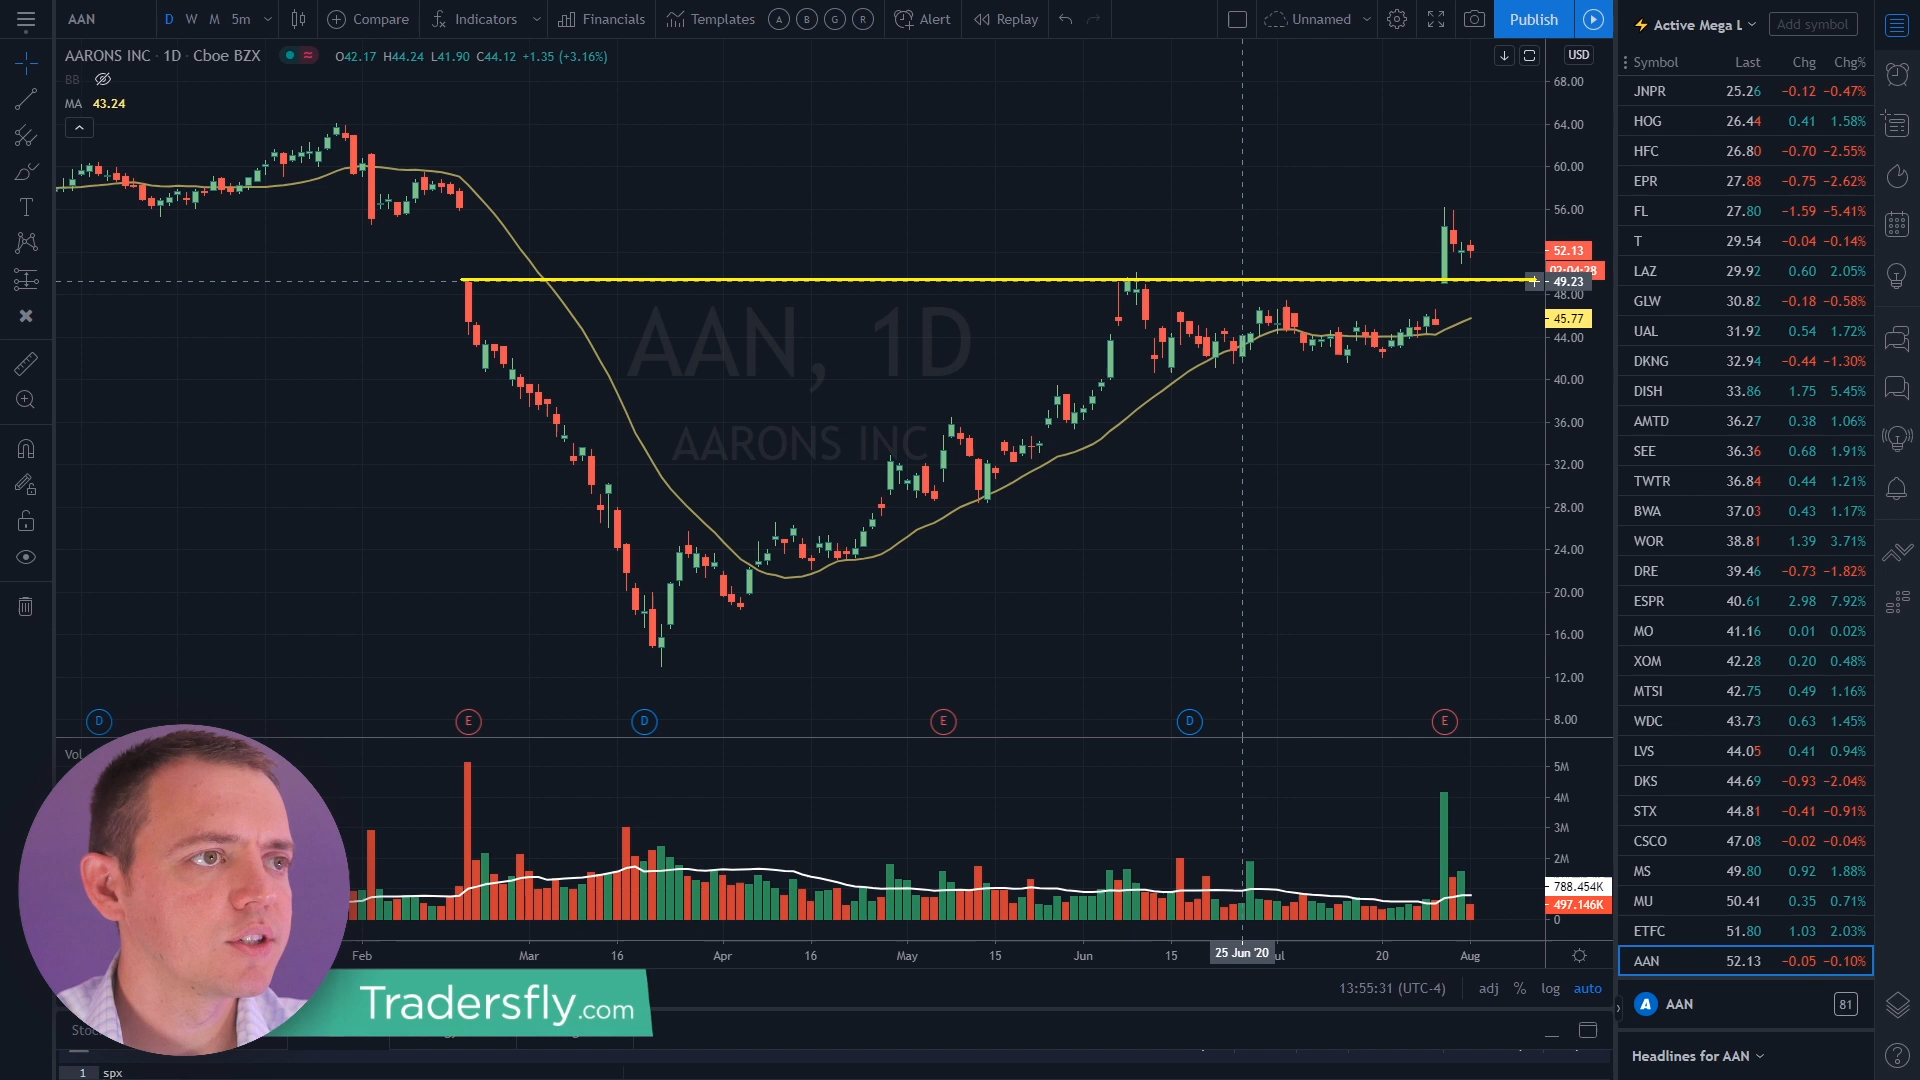 AAN D W M 5m Compare Indicators Financials Templates A B G R Alert Replay Unnamed Publish
AARONS INC · 1D · Cboe BZX O42.17 H44.24 L41.90 C44.12 +1.35 (+3.16%)
BB
MA 43.24
USD
68.00
64.00
60.00
56.00
52.13
02:04:28
49.23
48.00
45.77
44.00
40.00
36.00
32.00
28.00
24.00
20.00
16.00
12.00
8.00
AAN, 1D
AARONS INC
D E D E D E
Vol
5M
4M
3M
2M
788.454K
497.146K
0
Feb Mar 16 Apr 16 May 15 Jun 15 25 Jun '20 ul 20 Aug
13:55:31 (UTC-4) adj % log auto
Tradersfly.com
1 spx
Active Mega L Add symbol
Symbol Last Chg Chg%
JNPR 25.26 −0.12 −0.47%
HOG 26.44 0.41 1.58%
HFC 26.80 −0.70 −2.55%
EPR 27.88 −0.75 −2.62%
FL 27.80 −1.59 −5.41%
T 29.54 −0.04 −0.14%
LAZ 29.92 0.60 2.05%
GLW 30.82 −0.18 −0.58%
UAL 31.92 0.54 1.72%
DKNG 32.94 −0.44 −1.30%
DISH 33.86 1.75 5.45%
AMTD 36.27 0.38 1.06%
SEE 36.36 0.68 1.91%
TWTR 36.84 0.44 1.21%
BWA 37.03 0.43 1.17%
WOR 38.81 1.39 3.71%
DRE 39.46 −0.73 −1.82%
ESPR 40.61 2.98 7.92%
MO 41.16 0.01 0.02%
XOM 42.28 0.20 0.48%
MTSI 42.75 0.49 1.16%
WDC 43.73 0.63 1.45%
LVS 44.05 0.41 0.94%
DKS 44.69 −0.93 −2.04%
STX 44.81 −0.41 −0.91%
CSCO 47.08 −0.02 −0.04%
MS 49.80 0.92 1.88%
MU 50.41 0.35 0.71%
ETFC 51.80 1.03 2.03%
AAN 52.13 −0.05 −0.10%
AAN 81
Headlines for AAN